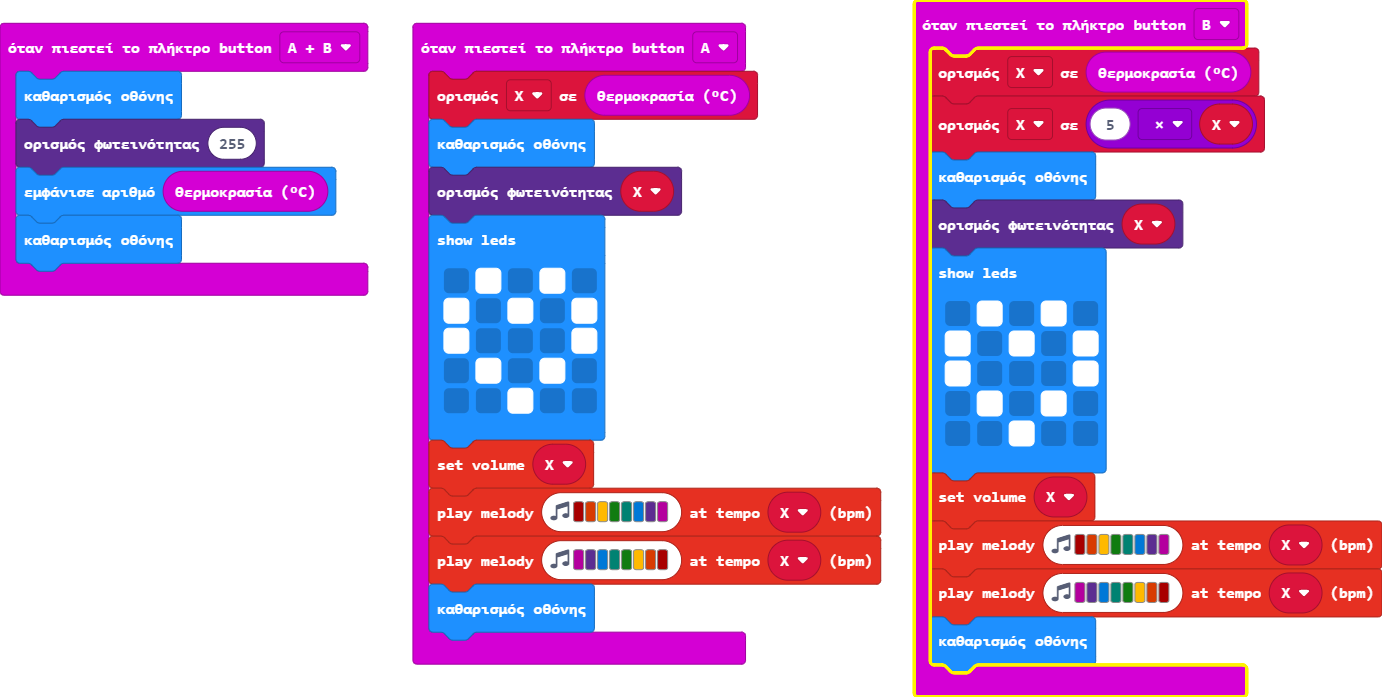 όταν πιεστεί το πλήκτρο button A + B
καθαρισμός οθόνης
ορισμός φωτεινότητας 255
εμφάνισε αριθμό θερμοκρασία (ºC)
καθαρισμός οθόνης
όταν πιεστεί το πλήκτρο button A
ορισμός X σε θερμοκρασία (ºC)
καθαρισμός οθόνης
ορισμός φωτεινότητας X
show leds
set volume X
play melody at tempo X (bpm)
play melody at tempo X (bpm)
καθαρισμός οθόνης
όταν πιεστεί το πλήκτρο button B
ορισμός X σε θερμοκρασία (ºC)
ορισμός X σε 5 × X
καθαρισμός οθόνης
ορισμός φωτεινότητας X
show leds
set volume X
play melody at tempo X (bpm)
play melody at tempo X (bpm)
καθαρισμός οθόνης